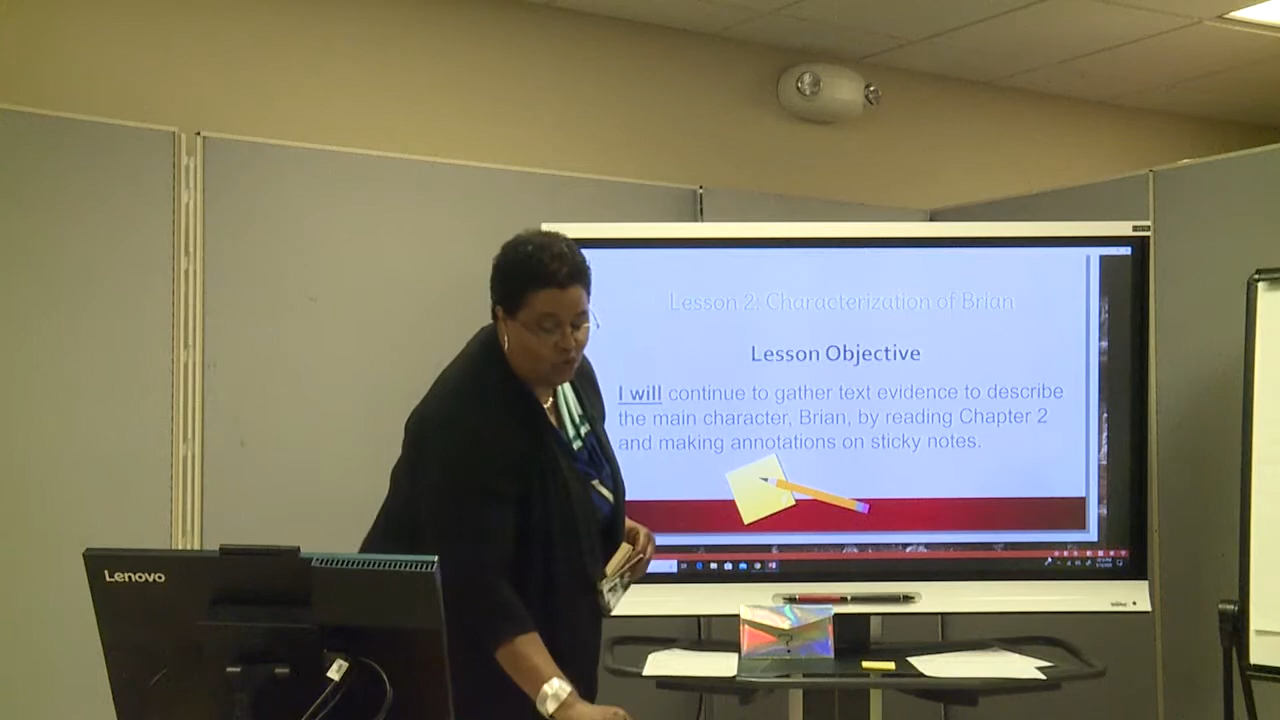 Lesson 2: Characterization of Brian
Lesson Objective
I will continue to gather text evidence to describe
the main character, Brian, by reading Chapter 2
and making annotations on sticky notes.
Lenovo
?